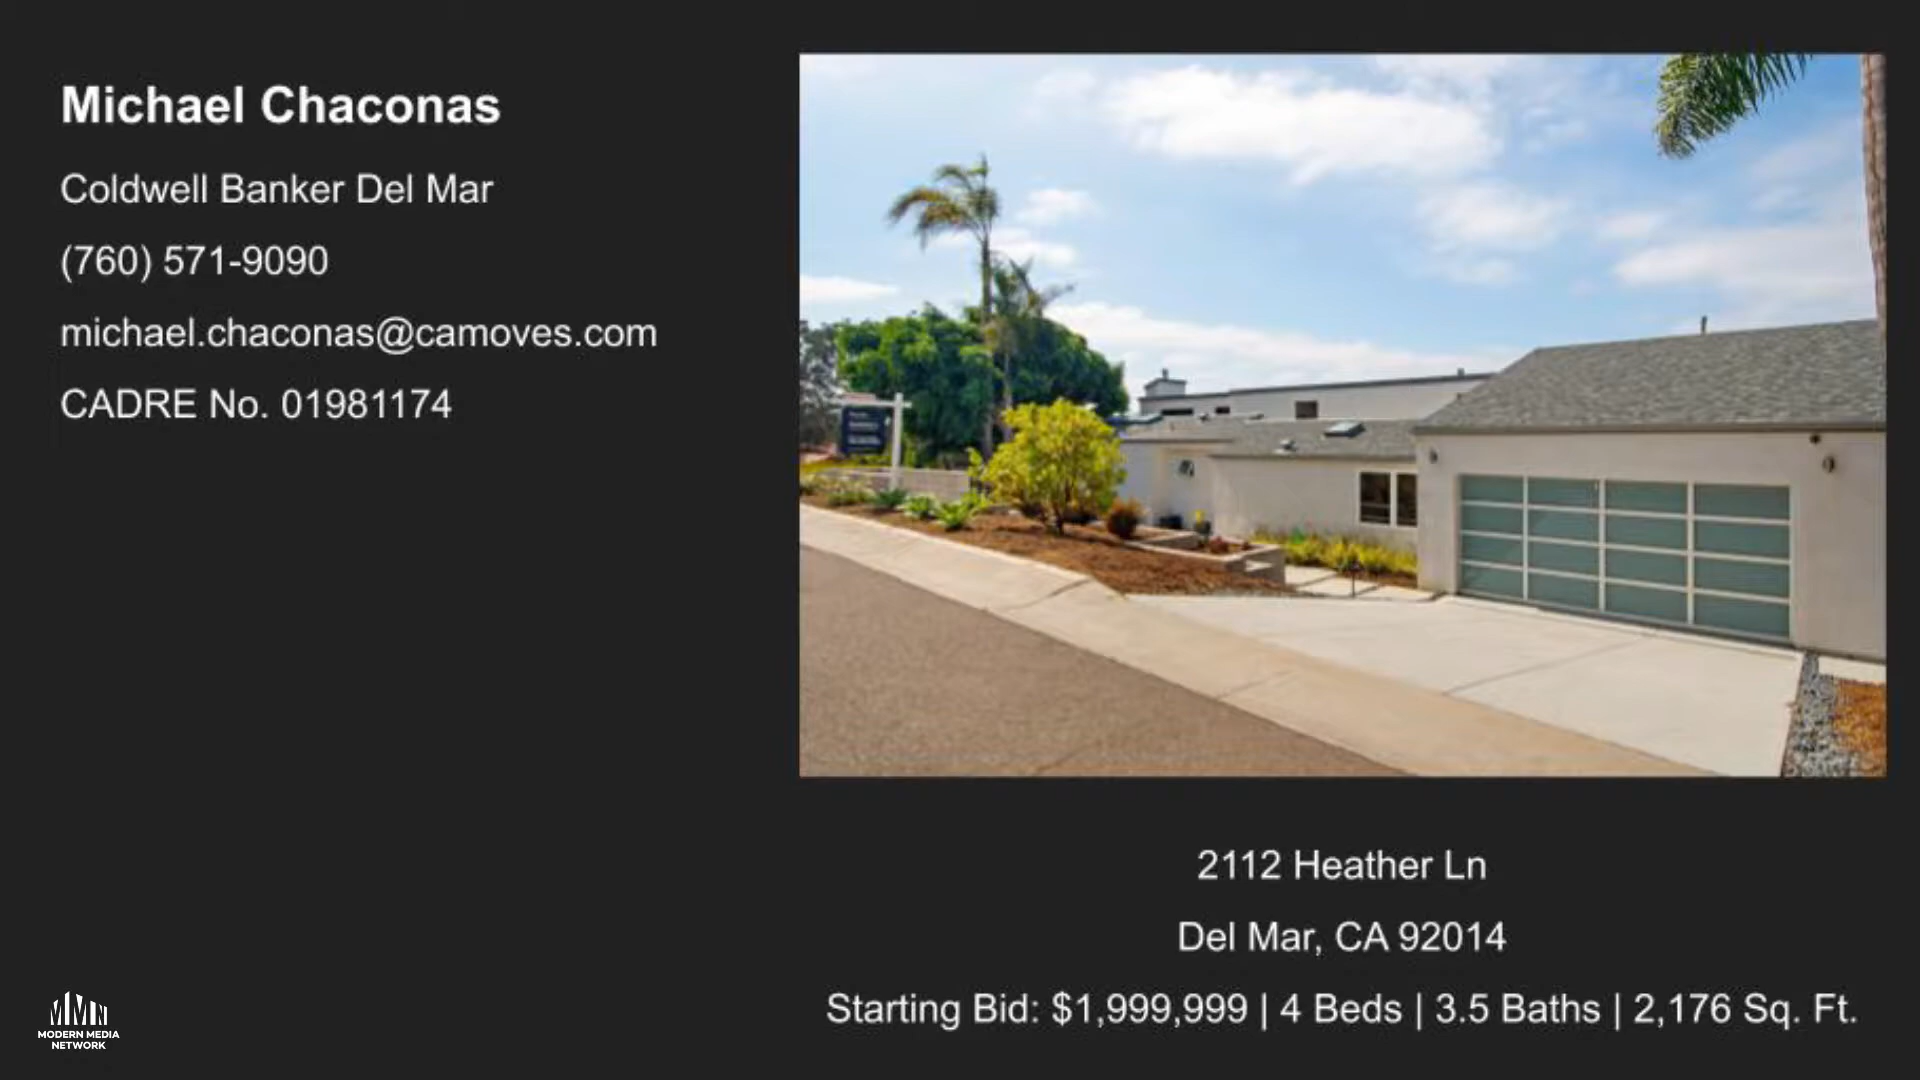 Michael Chaconas
Coldwell Banker Del Mar
(760) 571-9090
michael.chaconas@camoves.com
CADRE No. 01981174
2112 Heather Ln
Del Mar, CA 92014
Starting Bid: $1,999,999 | 4 Beds | 3.5 Baths | 2,176 Sq. Ft.
MODERN MEDIA
NETWORK